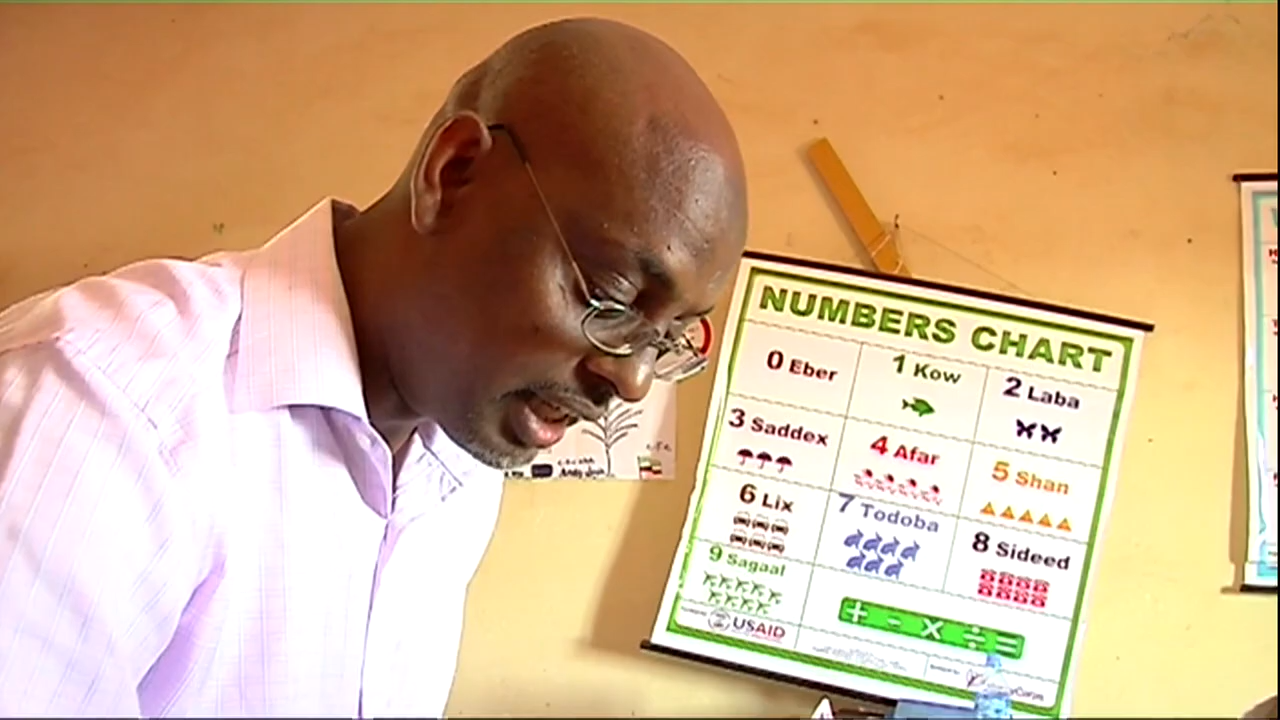 NUMBERS CHART
0 Eber
1 Kow
2 Laba
3 Saddex
4 Afar
5 Shan
6 Lix
7 Todoba
8 Sideed
9 Sagaal
+ - x ÷ =
USAID